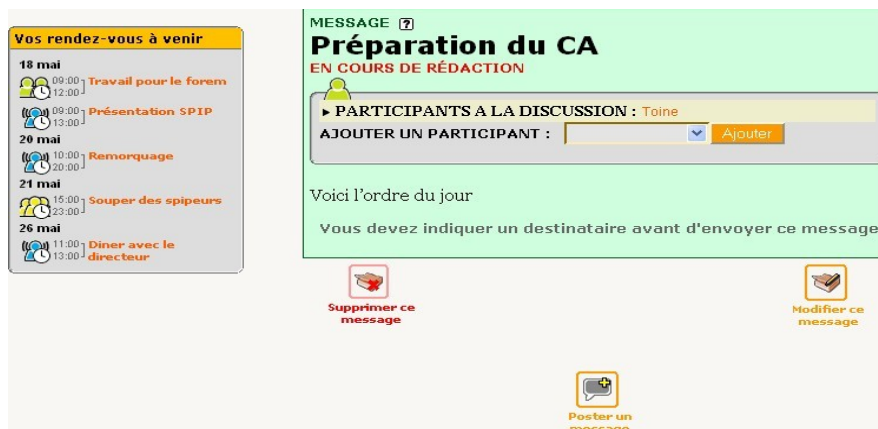 Vos rendez-vous à venir
18 mai
09:00 Travail pour le forem
12:00
09:00 Présentation SPIP
13:00
20 mai
10:00 Remorquage
20:00
21 mai
15:00 Souper des spipeurs
23:00
26 mai
11:00 Diner avec le
13:00 directeur
MESSAGE ?
Préparation du CA
EN COURS DE RÉDACTION
PARTICIPANTS A LA DISCUSSION : Toine
AJOUTER UN PARTICIPANT : Ajouter
Voici l'ordre du jour
Vous devez indiquer un destinataire avant d'envoyer ce message
Supprimer ce
message
Modifier ce
message
Poster un
message